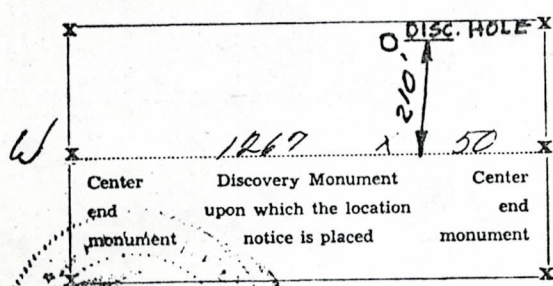 O DISC. HOLE
210'
W 1267 X 50
Center Discovery Monument Center
end upon which the location end
monument notice is placed monument